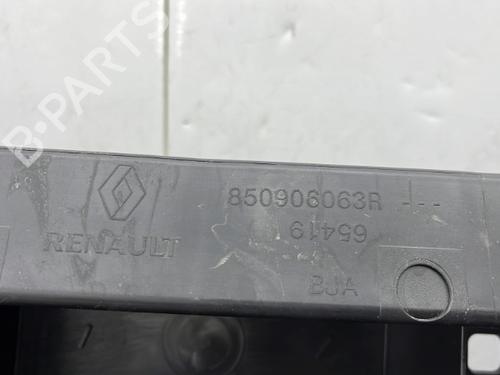 850906063R -|--
RENAULT
65419
BJA
B-Parts